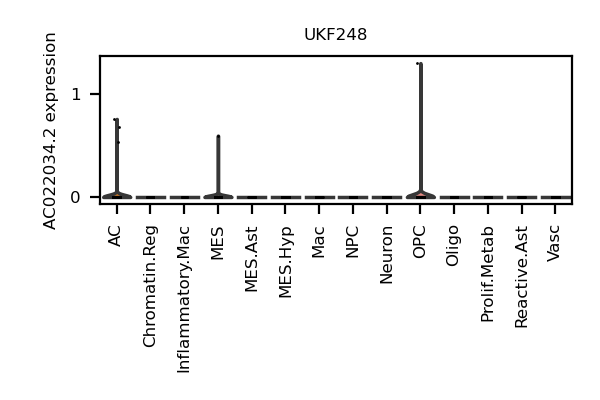 UKF248
AC022034.2 expression
1
0
AC
Chromatin.Reg
Inflammatory.Mac
MES
MES.Ast
MES.Hyp
Mac
NPC
Neuron
OPC
Oligo
Prolif.Metab
Reactive.Ast
Vasc